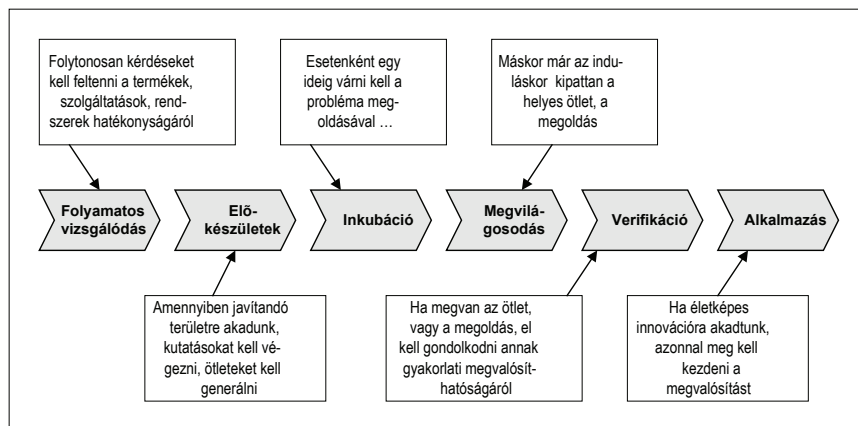 Folytonosan kérdéseket
kell feltenni a termékek,
szolgáltatások, rend-
szerek hatékonyságáról
Esetenként egy
ideig várni kell a
probléma meg-
oldásával …
Máskor már az indu-
láskor kipattan a
helyes ötlet, a
megoldás
Folyamatos
vizsgálódás
Elõ-
készületek
Inkubáció
Megvilá-
gosodás
Verifikáció
Alkalmazás
Amennyiben javítandó
területre akadunk,
kutatásokat kell vé-
gezni, ötleteket kell
generálni
Ha megvan az ötlet,
vagy a megoldás, el
kell gondolkodni annak
gyakorlati megvalósít-
hatóságáról
Ha életképes
innovációra akadtunk,
azonnal meg kell
kezdeni a
megvalósítást